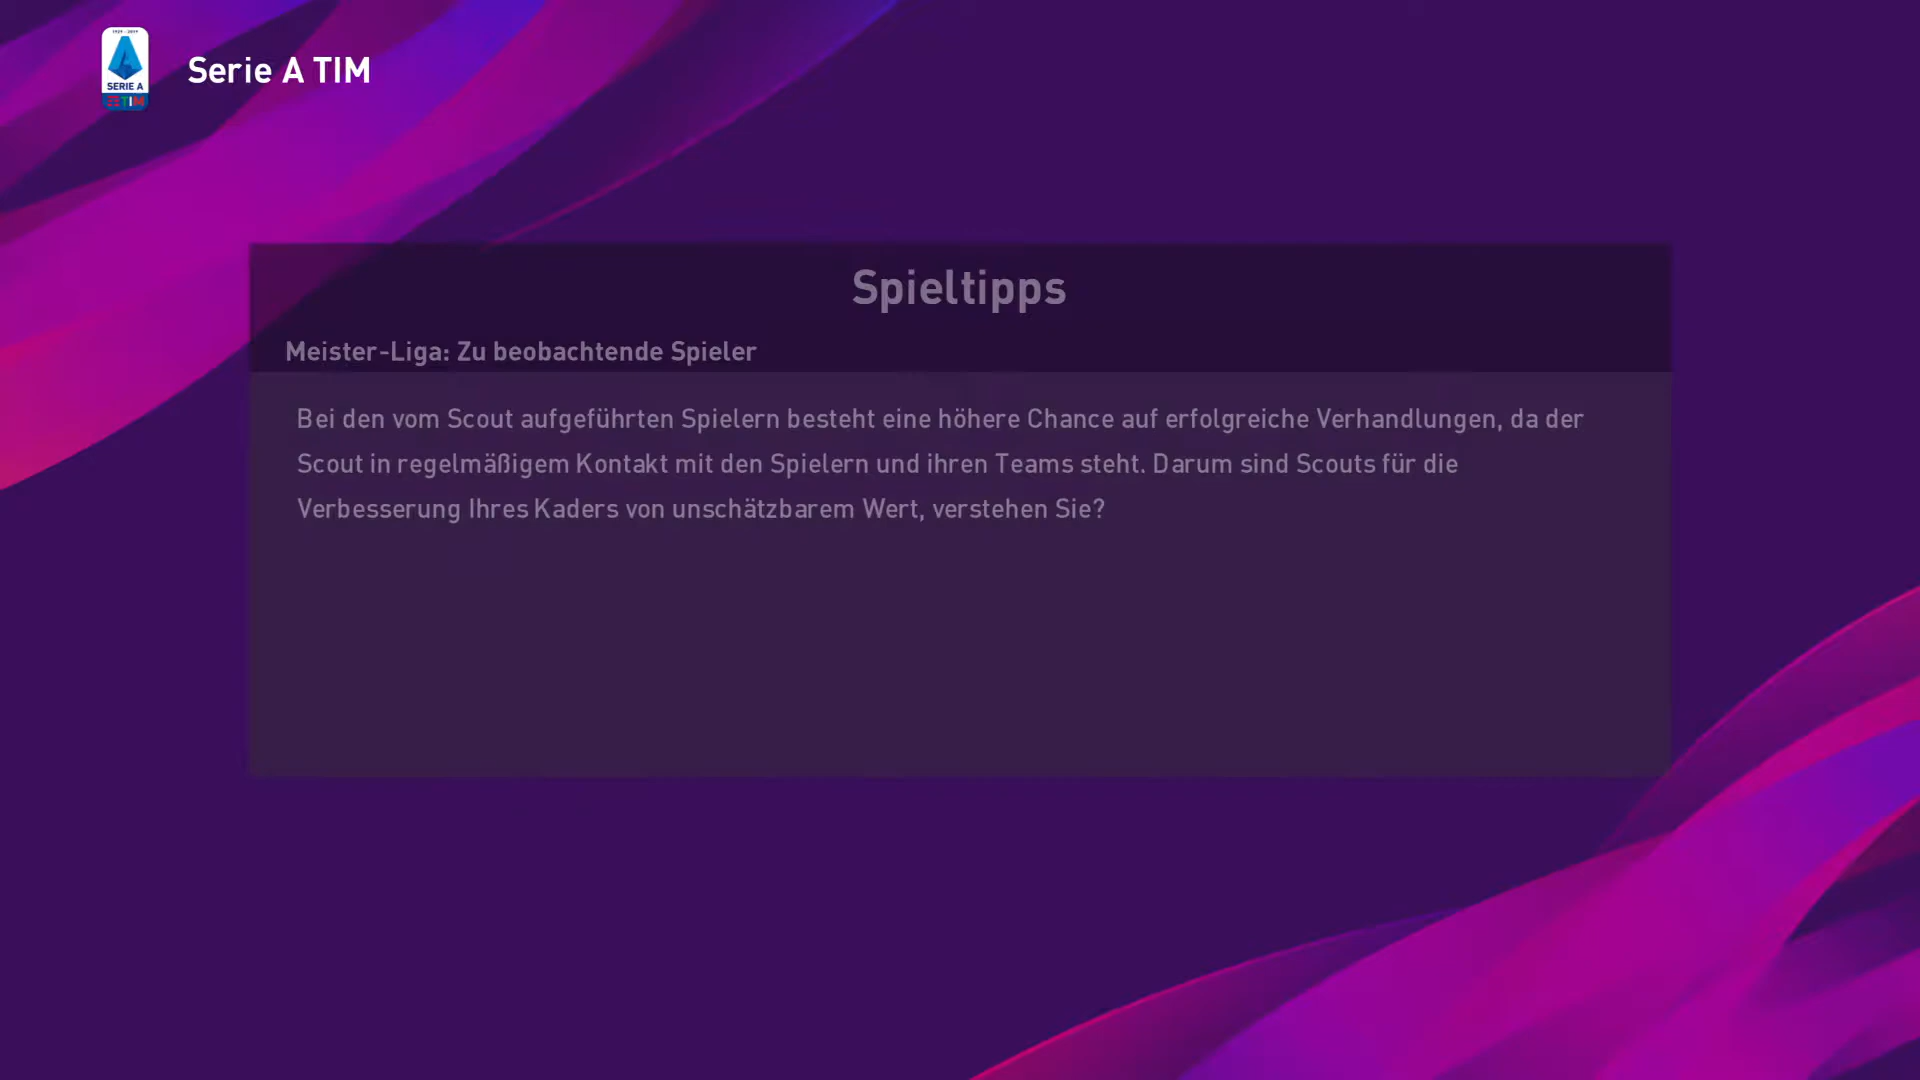 1929 - 2019
SERIE A
TIM
Serie A TIM
Spieltipps
Meister-Liga: Zu beobachtende Spieler
Bei den vom Scout aufgeführten Spielern besteht eine höhere Chance auf erfolgreiche Verhandlungen, da der
Scout in regelmäßigem Kontakt mit den Spielern und ihren Teams steht. Darum sind Scouts für die
Verbesserung Ihres Kaders von unschätzbarem Wert, verstehen Sie?